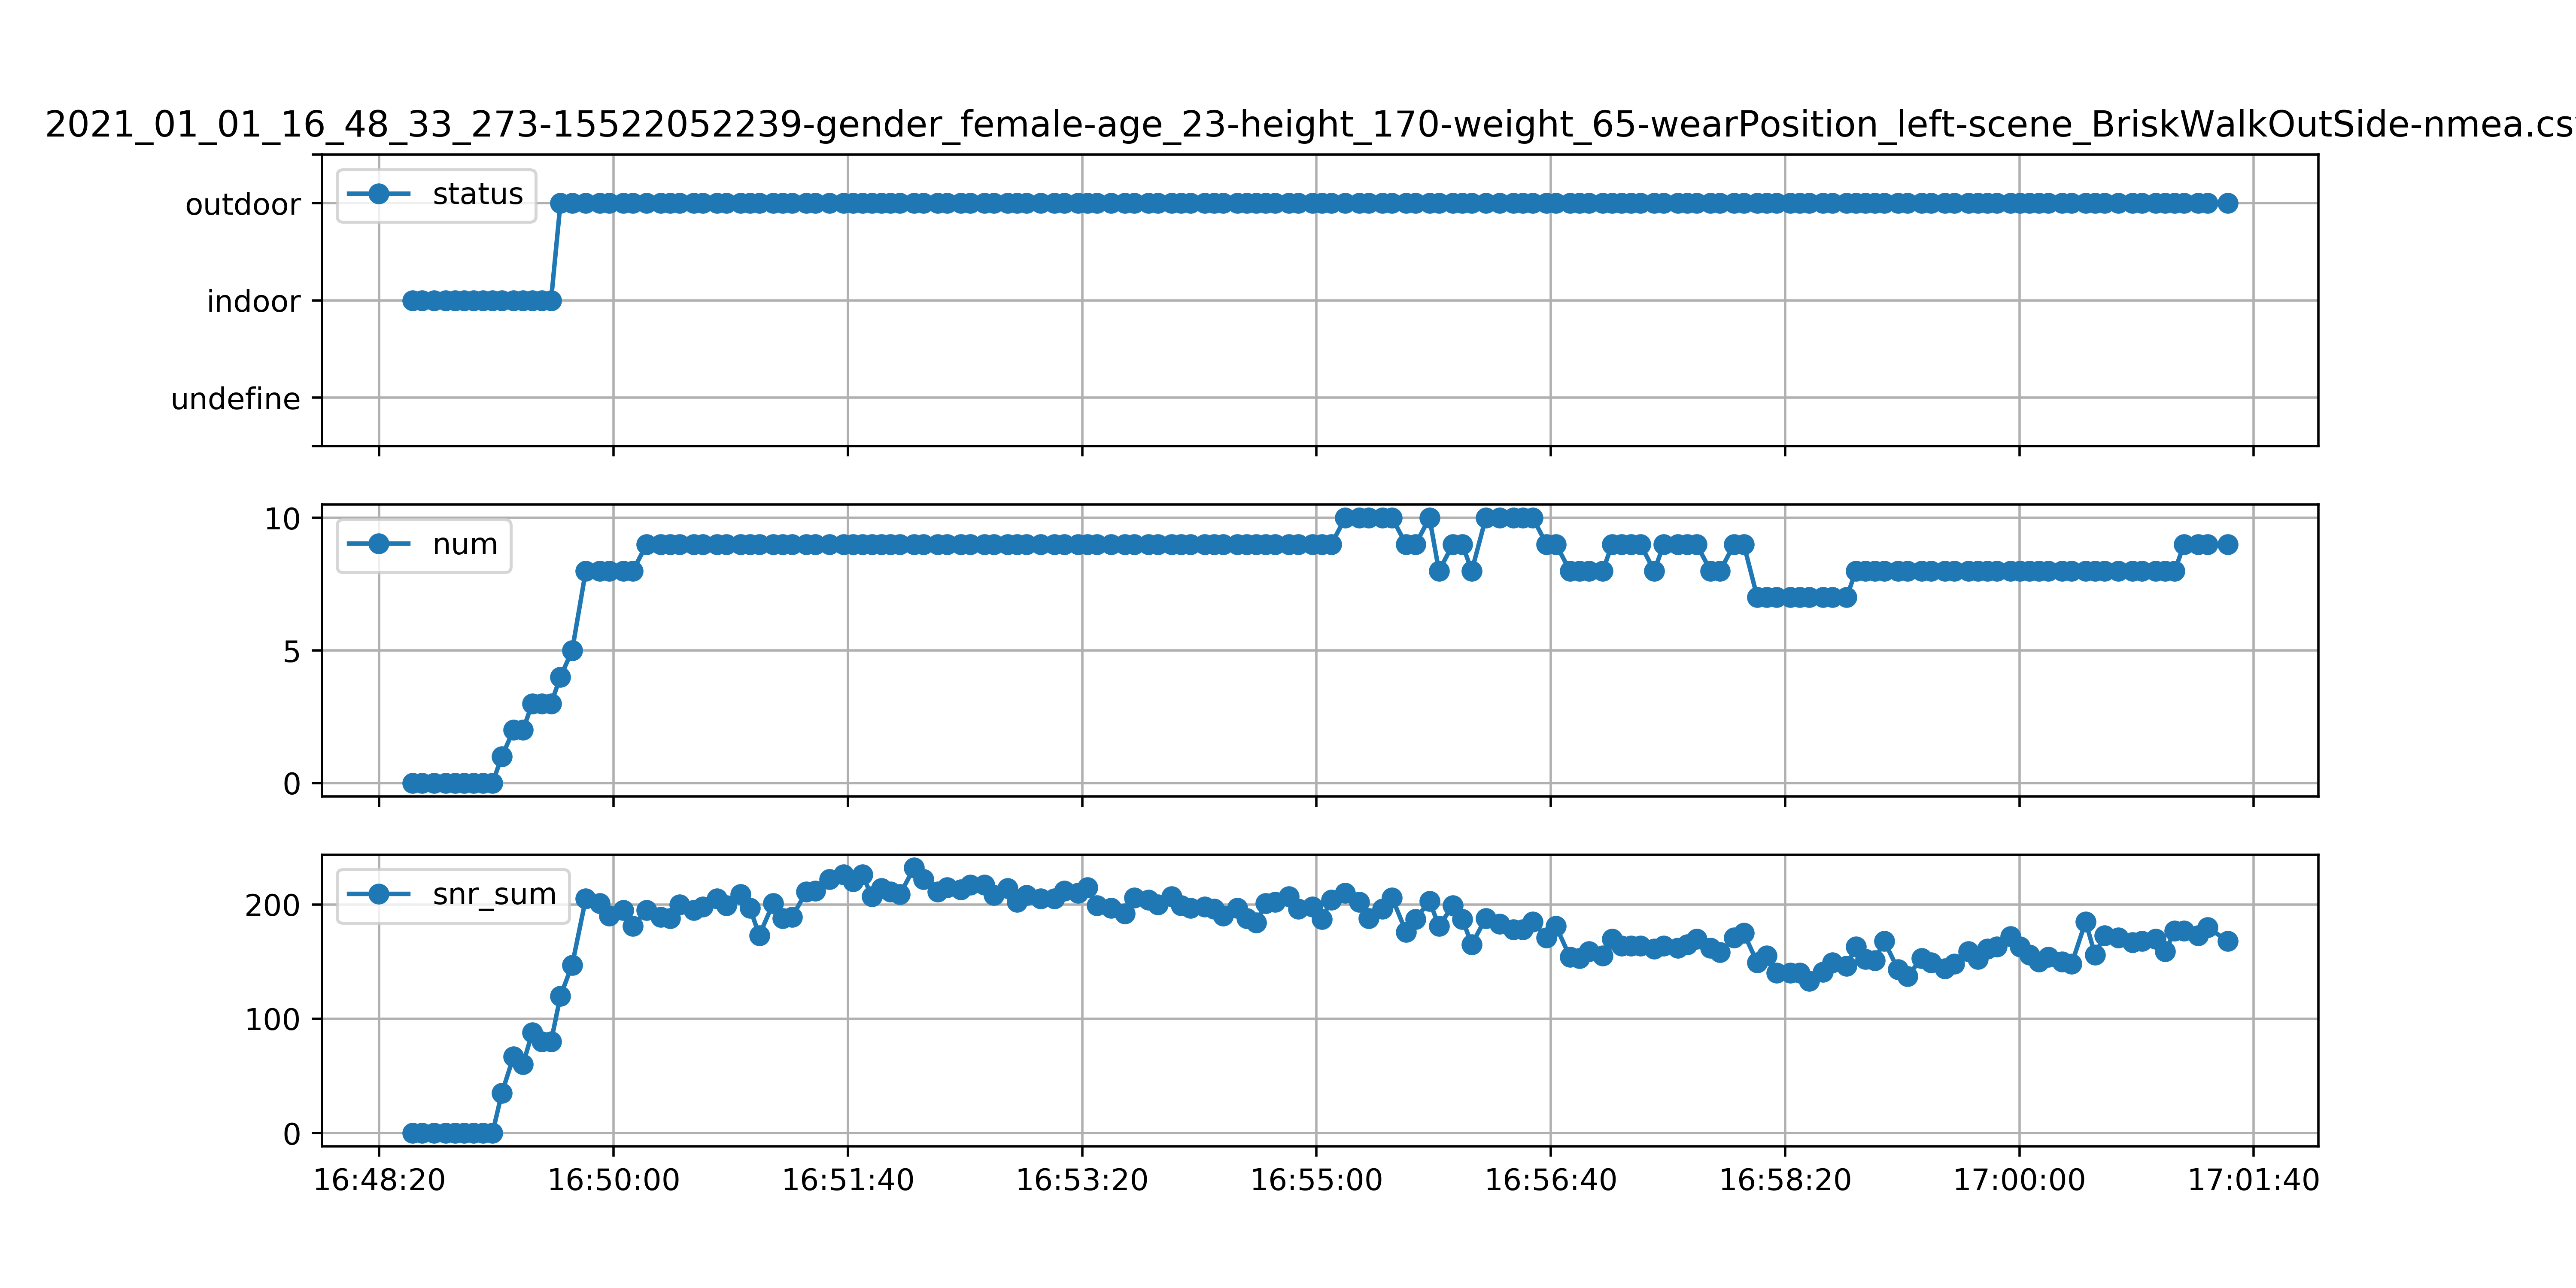 2021_01_01_16_48_33_273-15522052239-gender_female-age_23-height_170-weight_65-wearPosition_left-scene_BriskWalkOutSide-nmea.cs
status
outdoor
indoor
undefine
num
10
5
0
snr_sum
200
100
0
16:48:20 16:50:00 16:51:40 16:53:20 16:55:00 16:56:40 16:58:20 17:00:00 17:01:40